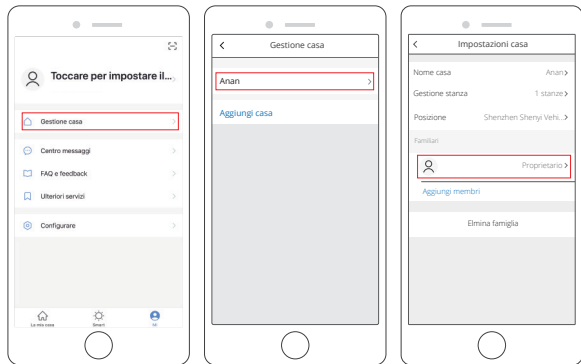 Toccare per impostare il...
Gestione casa
Centro messaggi
FAQ e feedback
Ulteriori servizi
Configurare
La mia casa
Smart
Mi
Gestione casa
Anan
Aggiungi casa
Impostazioni casa
Nome casa Anan
Gestione stanza 1 stanze
Posizione Shenzhen Shenyi Vehi...
Familiari
Proprietario
Aggiungi membri
Elimina famiglia